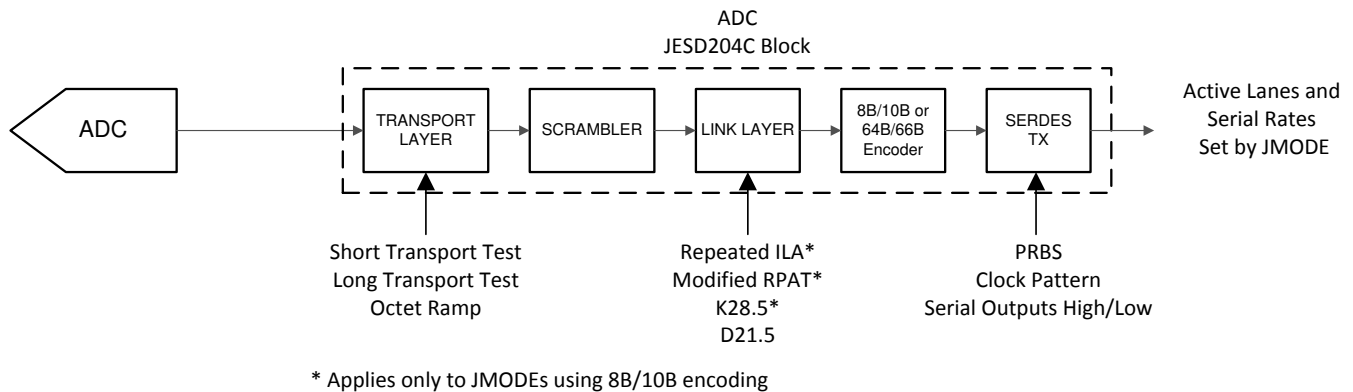 ADC
JESD204C Block
ADC
TRANSPORT
LAYER
SCRAMBLER
LINK LAYER
8B/10B or
64B/66B
Encoder
SERDES
TX
Active Lanes and
Serial Rates
Set by JMODE
Short Transport Test
Long Transport Test
Octet Ramp
Repeated ILA*
Modified RPAT*
K28.5*
D21.5
PRBS
Clock Pattern
Serial Outputs High/Low
* Applies only to JMODEs using 8B/10B encoding